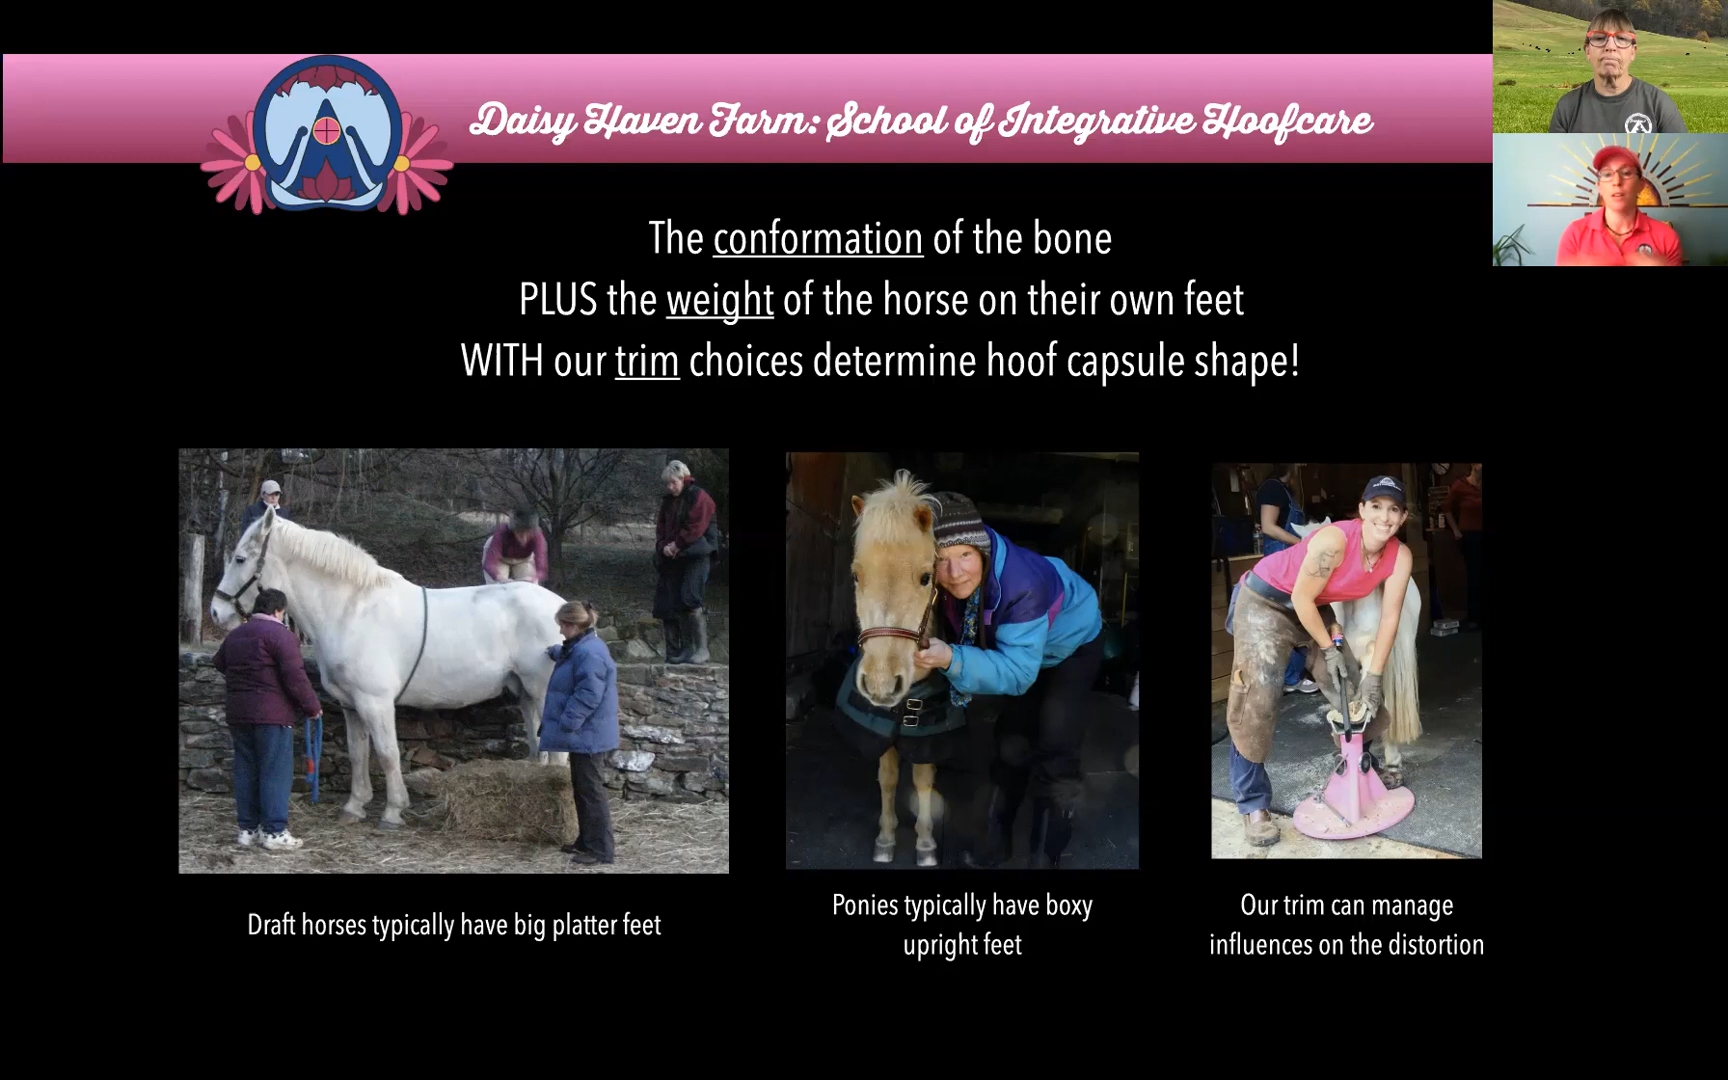 Daisy Haven Farm: School of Integrative Hoofcare
The conformation of the bone
PLUS the weight of the horse on their own feet
WITH our trim choices determine hoof capsule shape!
Draft horses typically have big platter feet
Ponies typically have boxy
upright feet
Our trim can manage
influences on the distortion